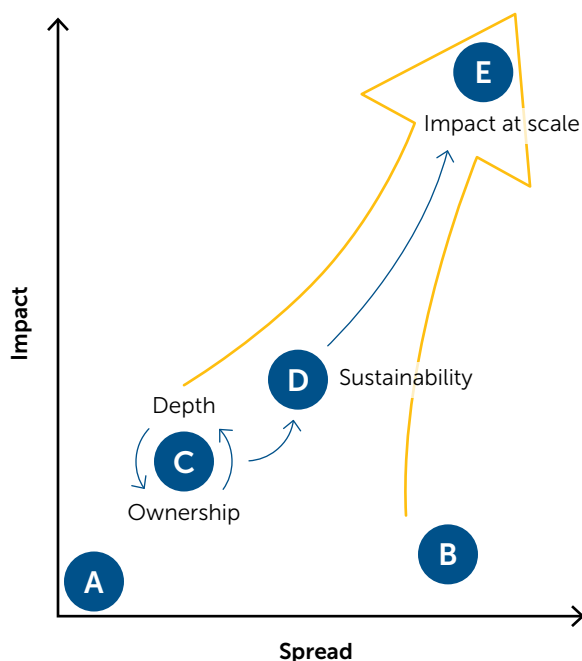 E
Impact at scale
Impact
D
Sustainability
Depth
C
Ownership
B
A
Spread